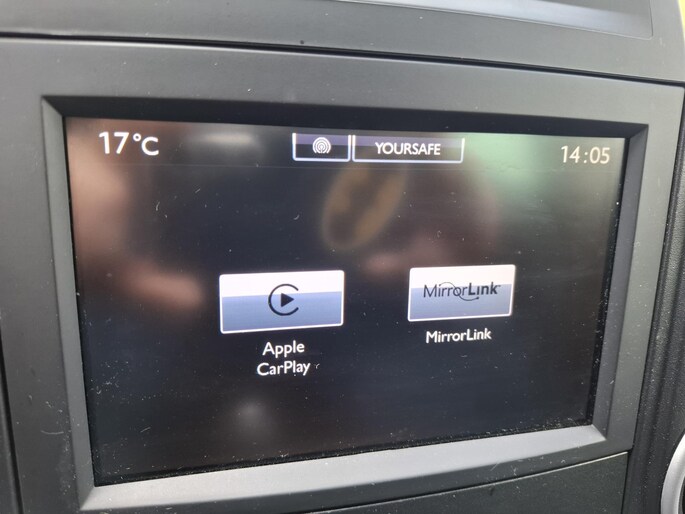 17°C
YOURSAFE
14:05
MirrorLink
Apple
CarPlay
MirrorLink